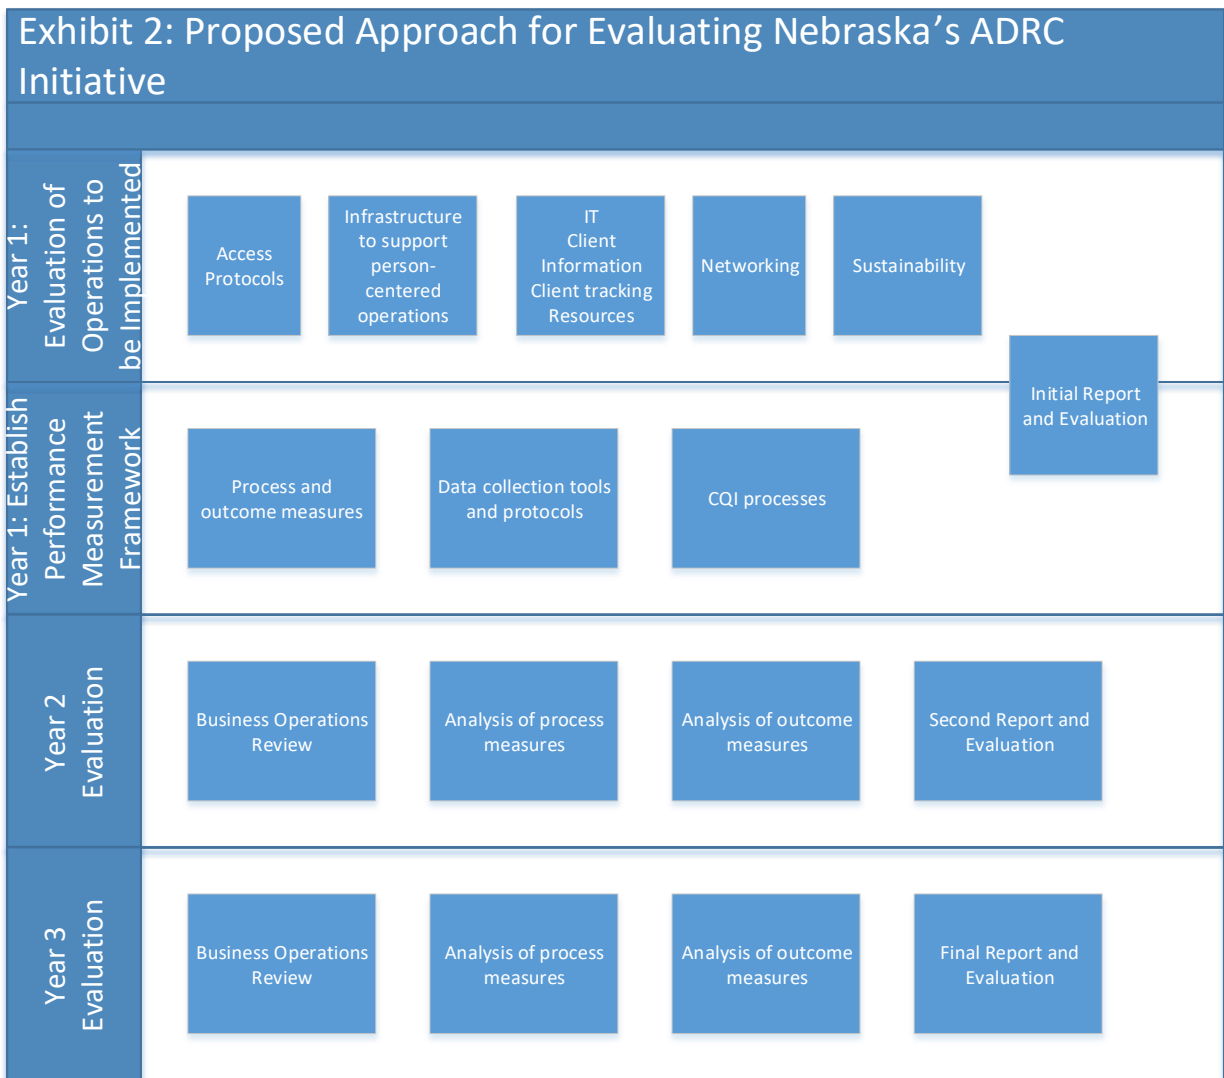 Exhibit 2: Proposed Approach for Evaluating Nebraska’s ADRC
Initiative
Year 1:
Evaluation of
Operations to
be Implemented
Access
Protocols
Infrastructure
to support
person-
centered
operations
IT
Client
Information
Client tracking
Resources
Networking
Sustainability
Initial Report
and Evaluation
Year 1: Establish
Performance
Measurement
Framework
Process and
outcome measures
Data collection tools
and protocols
CQI processes
Year 2
Evaluation
Business Operations
Review
Analysis of process
measures
Analysis of outcome
measures
Second Report and
Evaluation
Year 3
Evaluation
Business Operations
Review
Analysis of process
measures
Analysis of outcome
measures
Final Report and
Evaluation